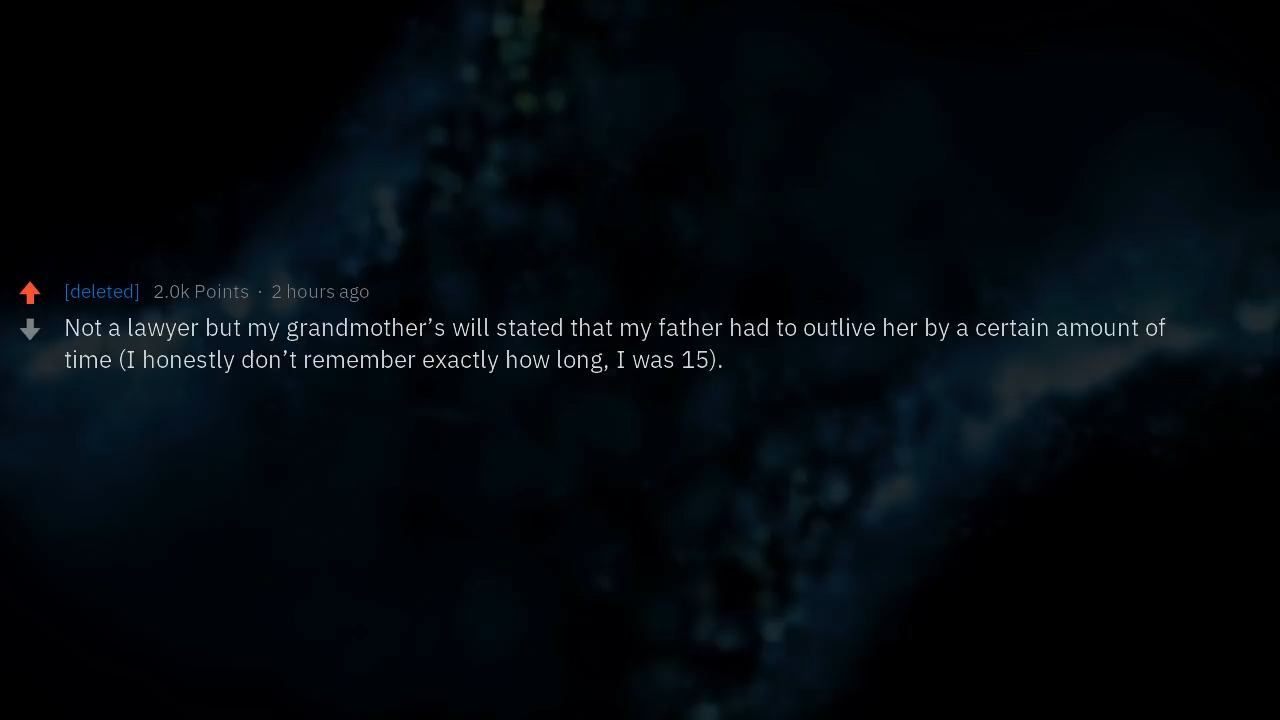 [deleted] 2.0k Points · 2 hours ago
Not a lawyer but my grandmother’s will stated that my father had to outlive her by a certain amount of
time (I honestly don’t remember exactly how long, I was 15).